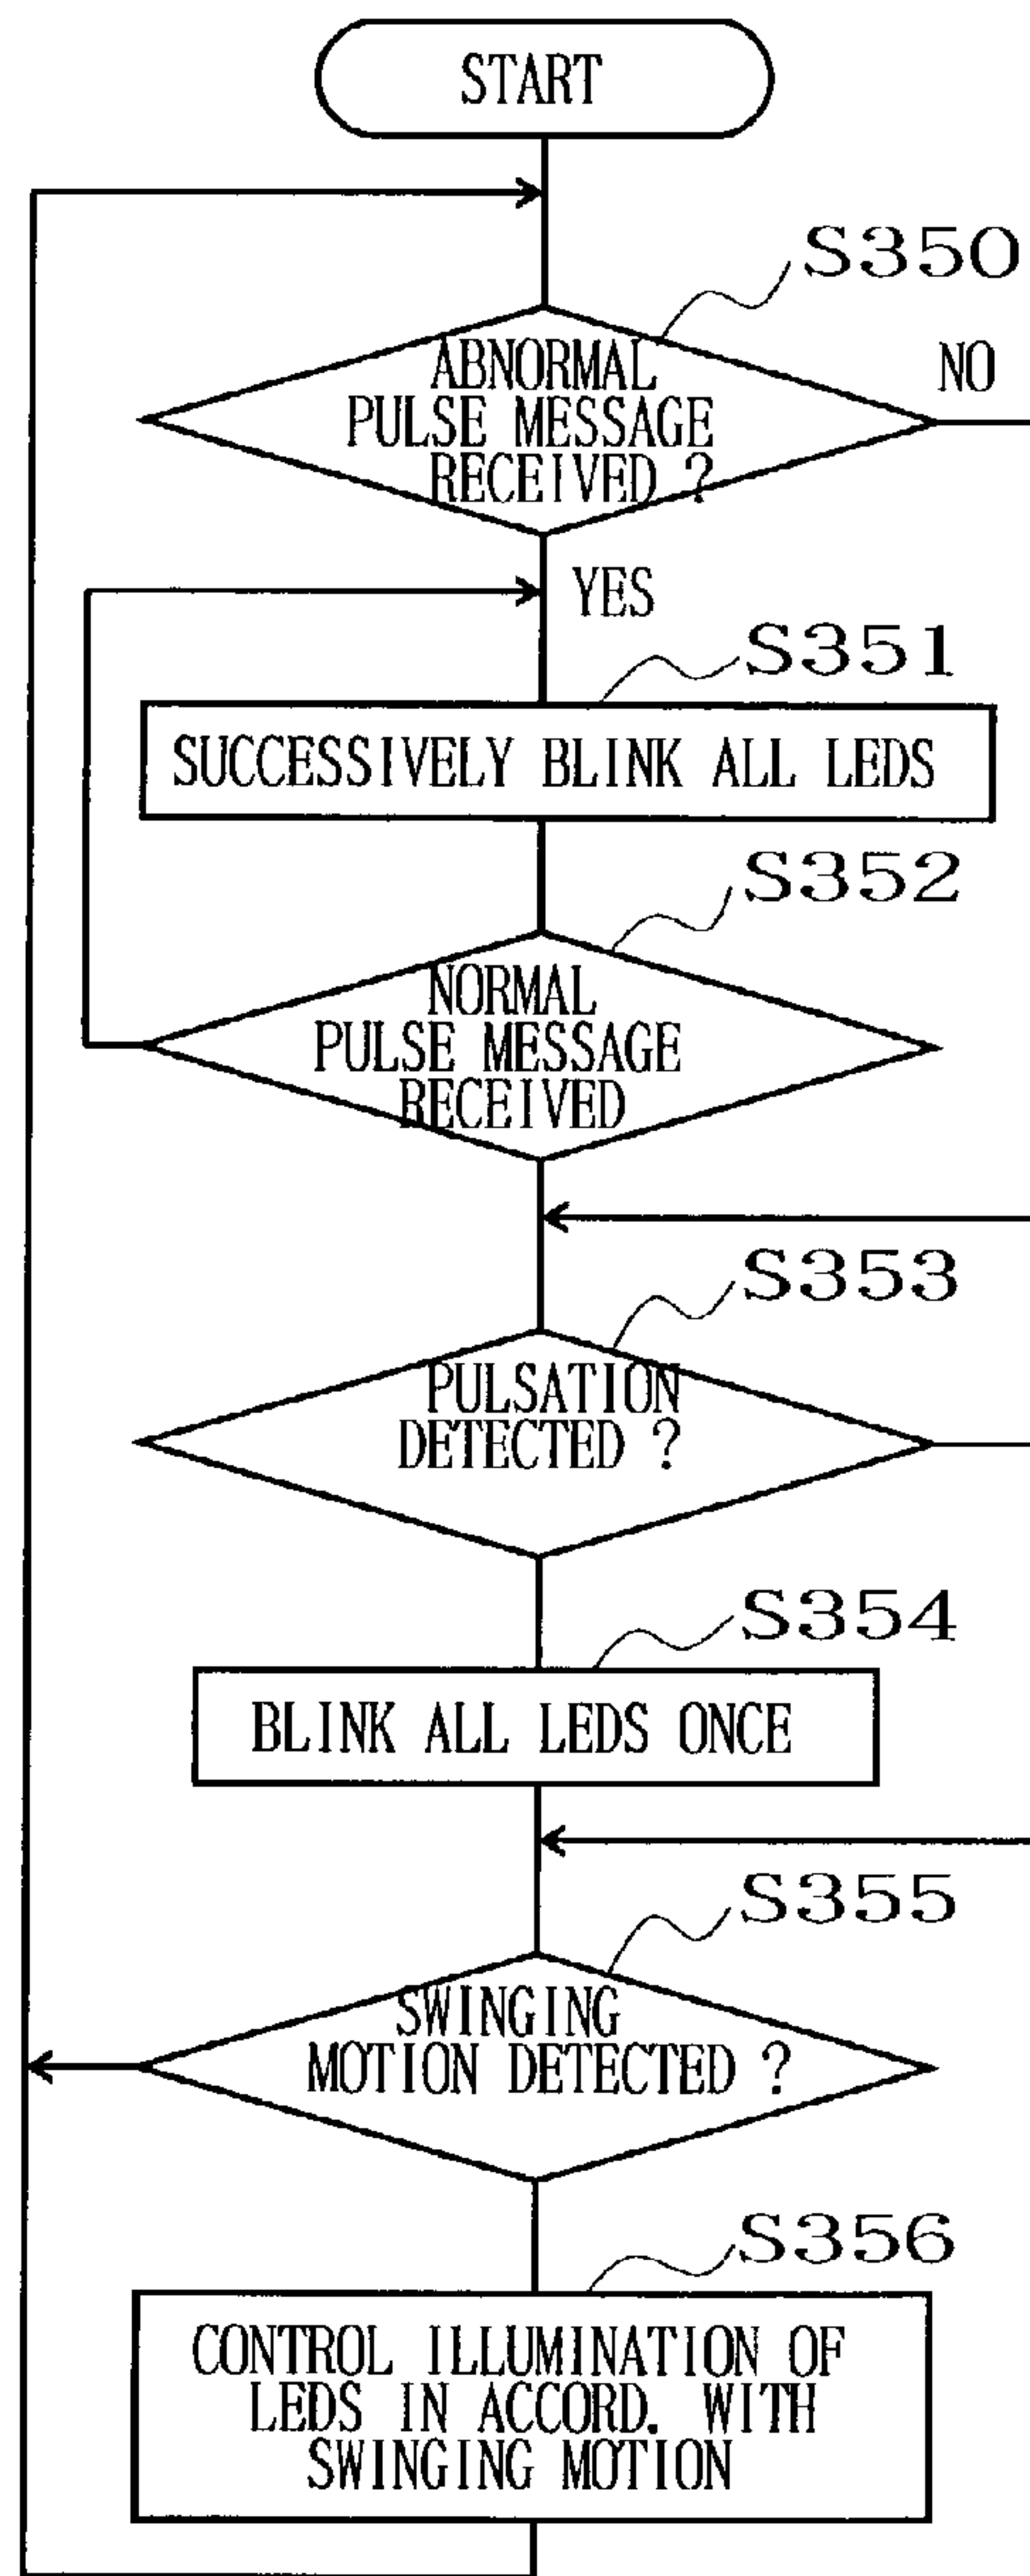 START
S350
ABNORMAL
PULSE MESSAGE
RECEIVED ?
NO
YES
S351
SUCCESSIVELY BLINK ALL LEDS
S352
NORMAL
PULSE MESSAGE
RECEIVED
S353
PULSATION
DETECTED ?
S354
BLINK ALL LEDS ONCE
S355
SWINGING
MOTION DETECTED ?
S356
CONTROL ILLUMINATION OF
LEDS IN ACCORD. WITH
SWINGING MOTION